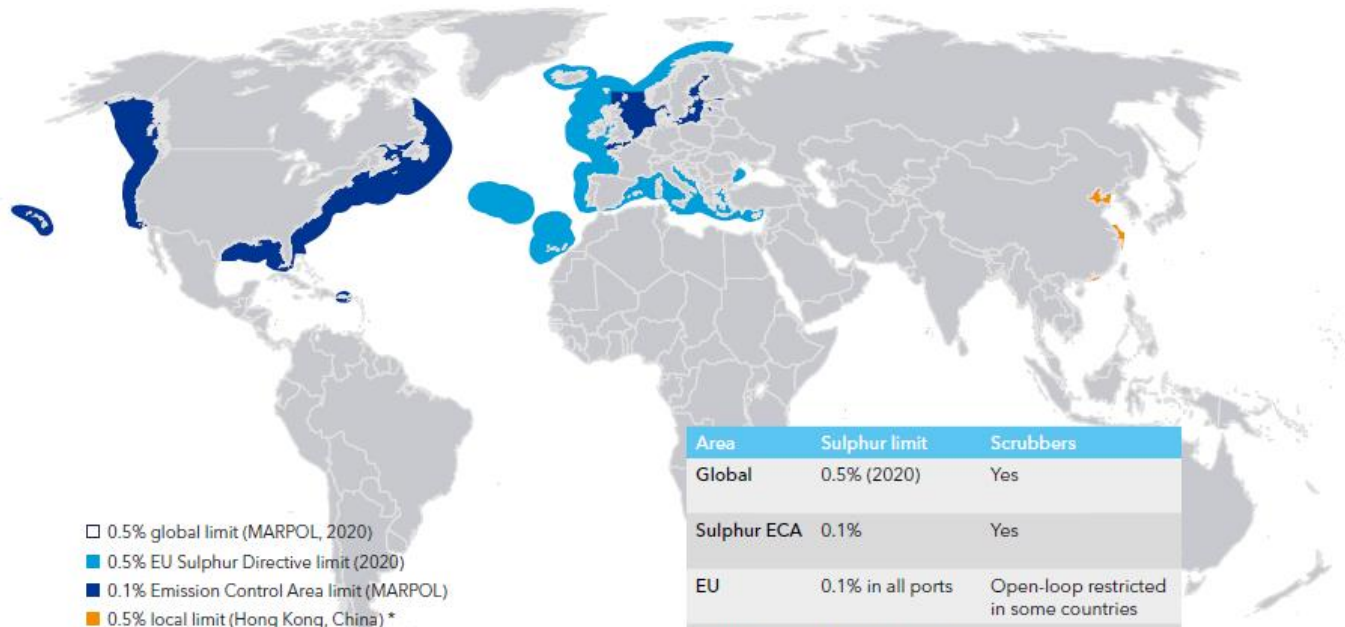 Area Sulphur limit Scrubbers
Global 0.5% (2020) Yes
Sulphur ECA 0.1% Yes
EU 0.1% in all ports Open-loop restricted
in some countries
0.5% global limit (MARPOL, 2020)
0.5% EU Sulphur Directive limit (2020)
0.1% Emission Control Area limit (MARPOL)
0.5% local limit (Hong Kong, China) *